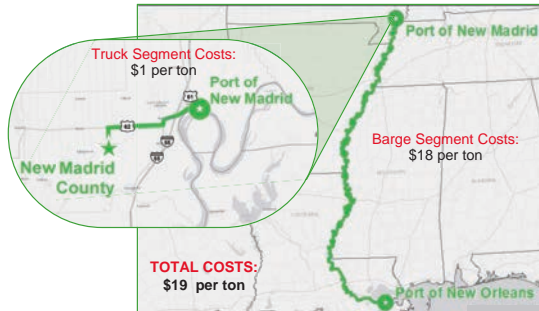 Truck Segment Costs:
$1 per ton
Port of
New Madrid
61
62
New Madrid
County
Port of New Madrid
Barge Segment Costs:
$18 per ton
TOTAL COSTS:
$19 per ton
Port of New Orleans